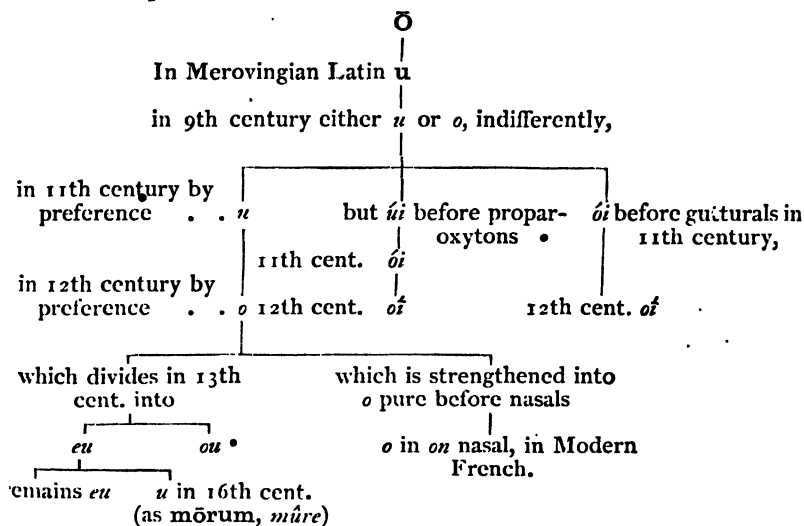 Ō
In Merovingian Latin u
in 9th century either u or o, indifferently,
in 11th century by
preference . . u
but úi before propar-
oxytons
ói before gutturals in
11th century,
11th cent. ói
in 12th century by
preference . . o
12th cent. oí
12th cent. oí
which divides in 13th
cent. into
which is strengthened into
o pure before nasals
eu
ou
o in on nasal, in Modern
French.
emains eu
u in 16th cent.
(as mōrum, mûre)